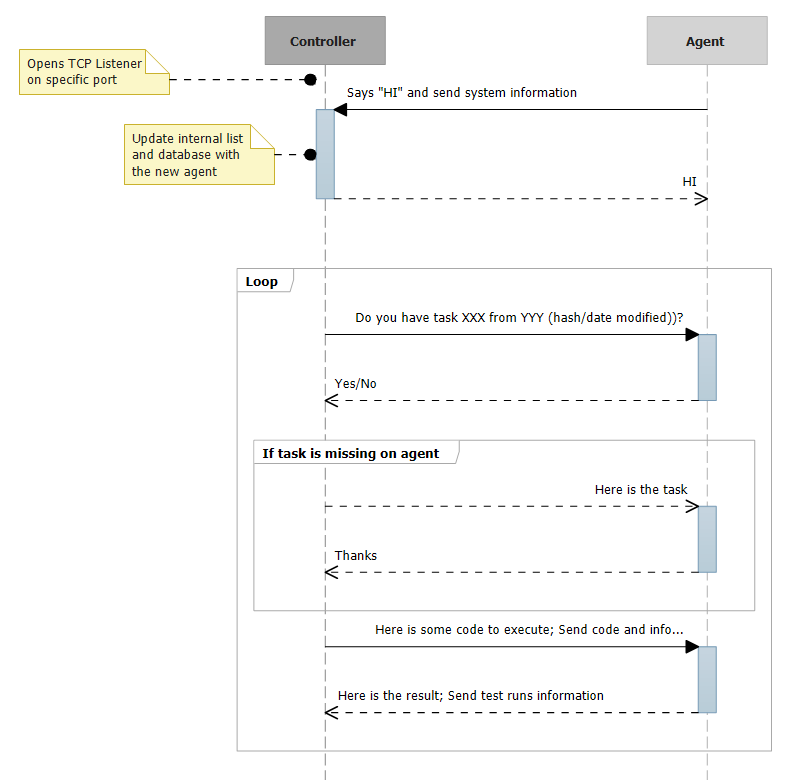 Controller
Agent
Opens TCP Listener
on specific port
Says "HI" and send system information
Update internal list
and database with
the new agent
HI
Loop
Do you have task XXX from YYY (hash/date modified))?
Yes/No
If task is missing on agent
Here is the task
Thanks
Here is some code to execute; Send code and info...
Here is the result; Send test runs information